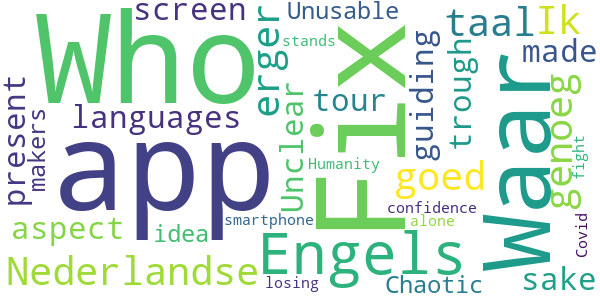 screen
Unusable
Who
erger
stands
Fix
taal
Ik
made
languages
tour
guiding
trough
Waar
genoeg
present
makers
app
Unclear
Humanity
goed
fight
aspect
idea
smartphone
confidence
alone
Covid
Nederlandse
Engels
losing
Chaotic
sake